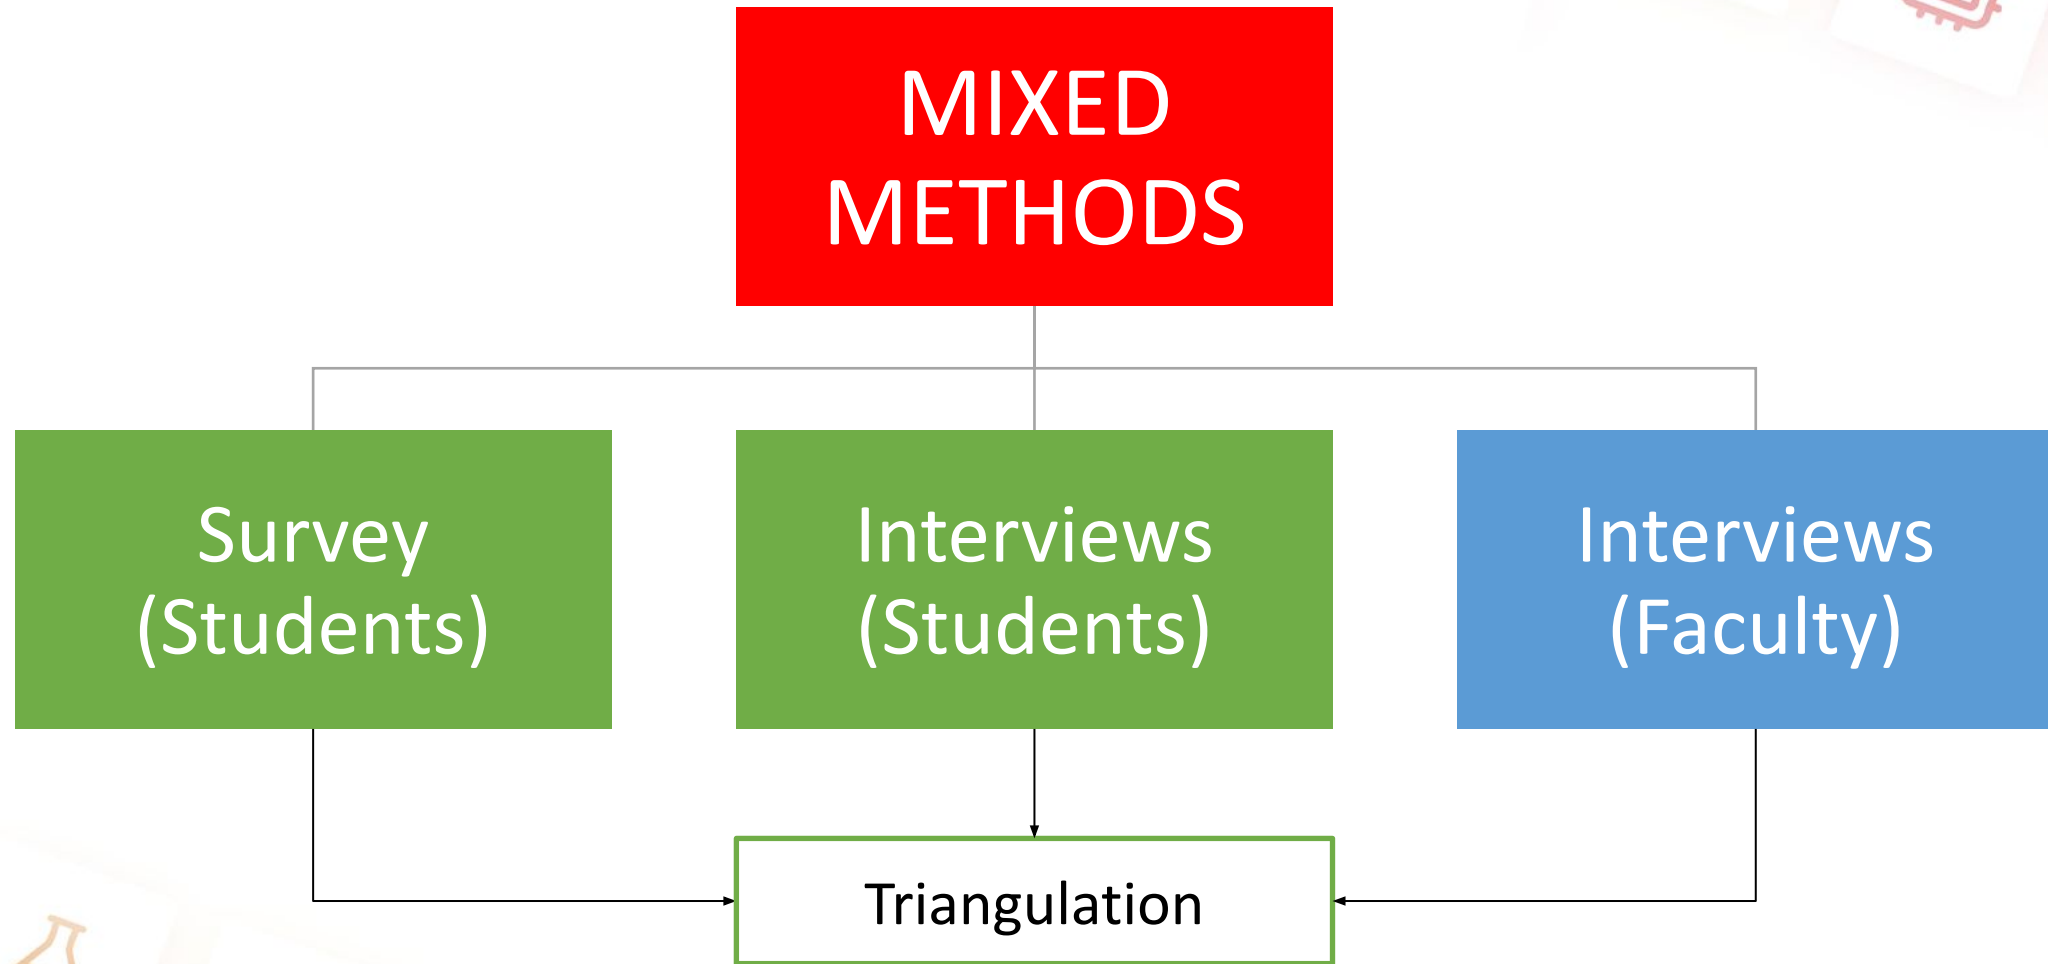 MIXED
METHODS
Survey
(Students)
Interviews
(Students)
Interviews
(Faculty)
Triangulation